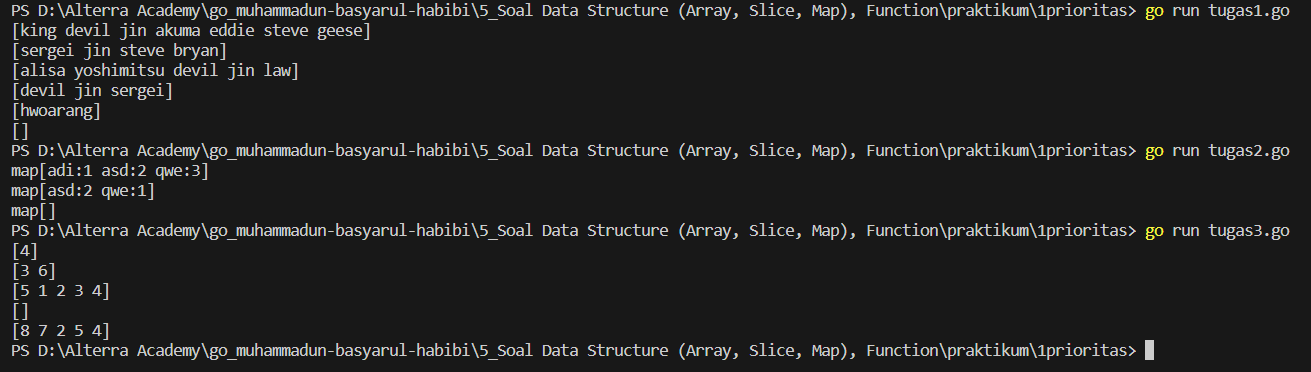 PS D:\Alterra Academy\go_muhammadun-basyarul-habibi\5_Soal Data Structure (Array, Slice, Map), Function\praktikum\1prioritas> go run tugas1.go
[king devil jin akuma eddie steve geese]
[sergei jin steve bryan]
[alisa yoshimitsu devil jin law]
[devil jin sergei]
[hwoarang]
[]
PS D:\Alterra Academy\go_muhammadun-basyarul-habibi\5_Soal Data Structure (Array, Slice, Map), Function\praktikum\1prioritas> go run tugas2.go
map[adi:1 asd:2 qwe:3]
map[asd:2 qwe:1]
map[]
PS D:\Alterra Academy\go_muhammadun-basyarul-habibi\5_Soal Data Structure (Array, Slice, Map), Function\praktikum\1prioritas> go run tugas3.go
[4]
[3 6]
[5 1 2 3 4]
[]
[8 7 2 5 4]
PS D:\Alterra Academy\go_muhammadun-basyarul-habibi\5_Soal Data Structure (Array, Slice, Map), Function\praktikum\1prioritas>